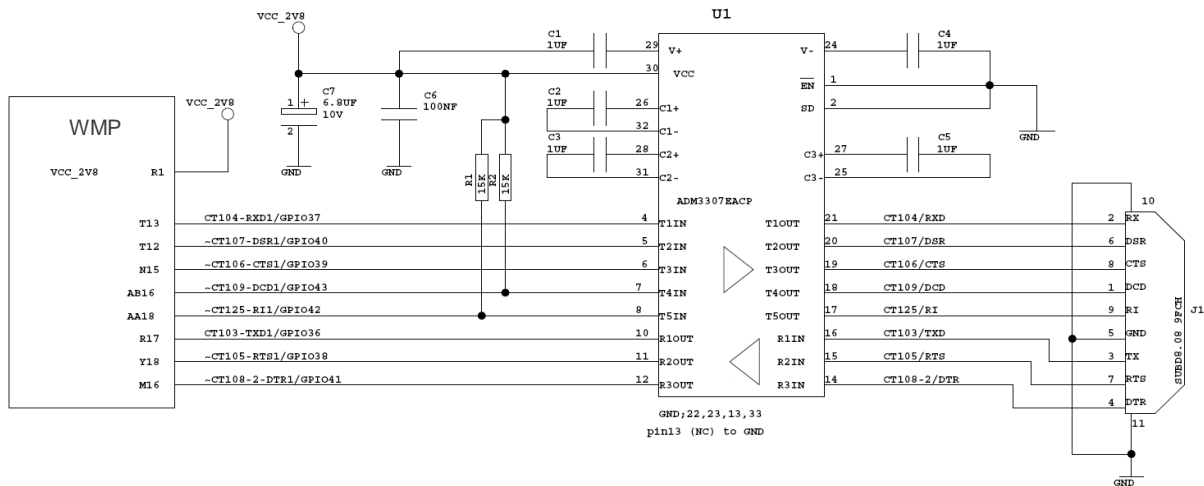 U1
VCC_2V8
C1
1UF
29
V+
V-
24
C4
1UF
30
VCC
VCC_2V8
WMP
VCC_2V8
R1
1
+
2
C7
6.8UF
10V
GND
C6
100NF
GND
EN
1
SD
2
GND
C2
1UF
26
C1+
32
C1-
C3
1UF
28
C2+
31
C2-
C3+
27
C5
1UF
C3-
25
R1
15K
R2
15K
ADM3307EACP
10
T13
CT104-RXD1/GPIO37
4
T1IN
T1OUT
21
CT104/RXD
2
RX
T12
~CT107-DSR1/GPIO40
5
T2IN
T2OUT
20
CT107/DSR
6
DSR
N15
~CT106-CTS1/GPIO39
6
T3IN
T3OUT
19
CT106/CTS
8
CTS
AB16
~CT109-DCD1/GPIO43
7
T4IN
T4OUT
18
CT109/DCD
1
DCD
AA18
~CT125-RI1/GPIO42
8
T5IN
T5OUT
17
CT125/RI
9
RI
J1
R17
CT103-TXD1/GPIO36
10
R1OUT
R1IN
16
CT103/TXD
5
GND
Y18
~CT105-RTS1/GPIO38
11
R2OUT
R2IN
15
CT105/RTS
3
TX
M16
~CT108-2-DTR1/GPIO41
12
R3OUT
R3IN
14
CT108-2/DTR
7
RTS
4
DTR
SUBD8.08 9FCH
11
GND;22,23,13,33
pin13 (NC) to GND
GND